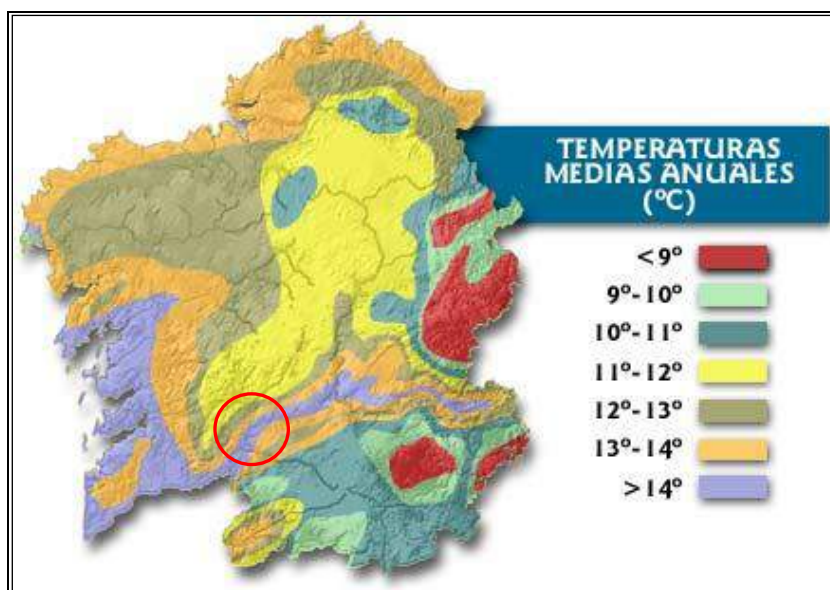 TEMPERATURAS
MEDIAS ANUALES
(ºC)
<9º
9º-10º
10º-11º
11º-12º
12º-13º
13º-14º
>14º